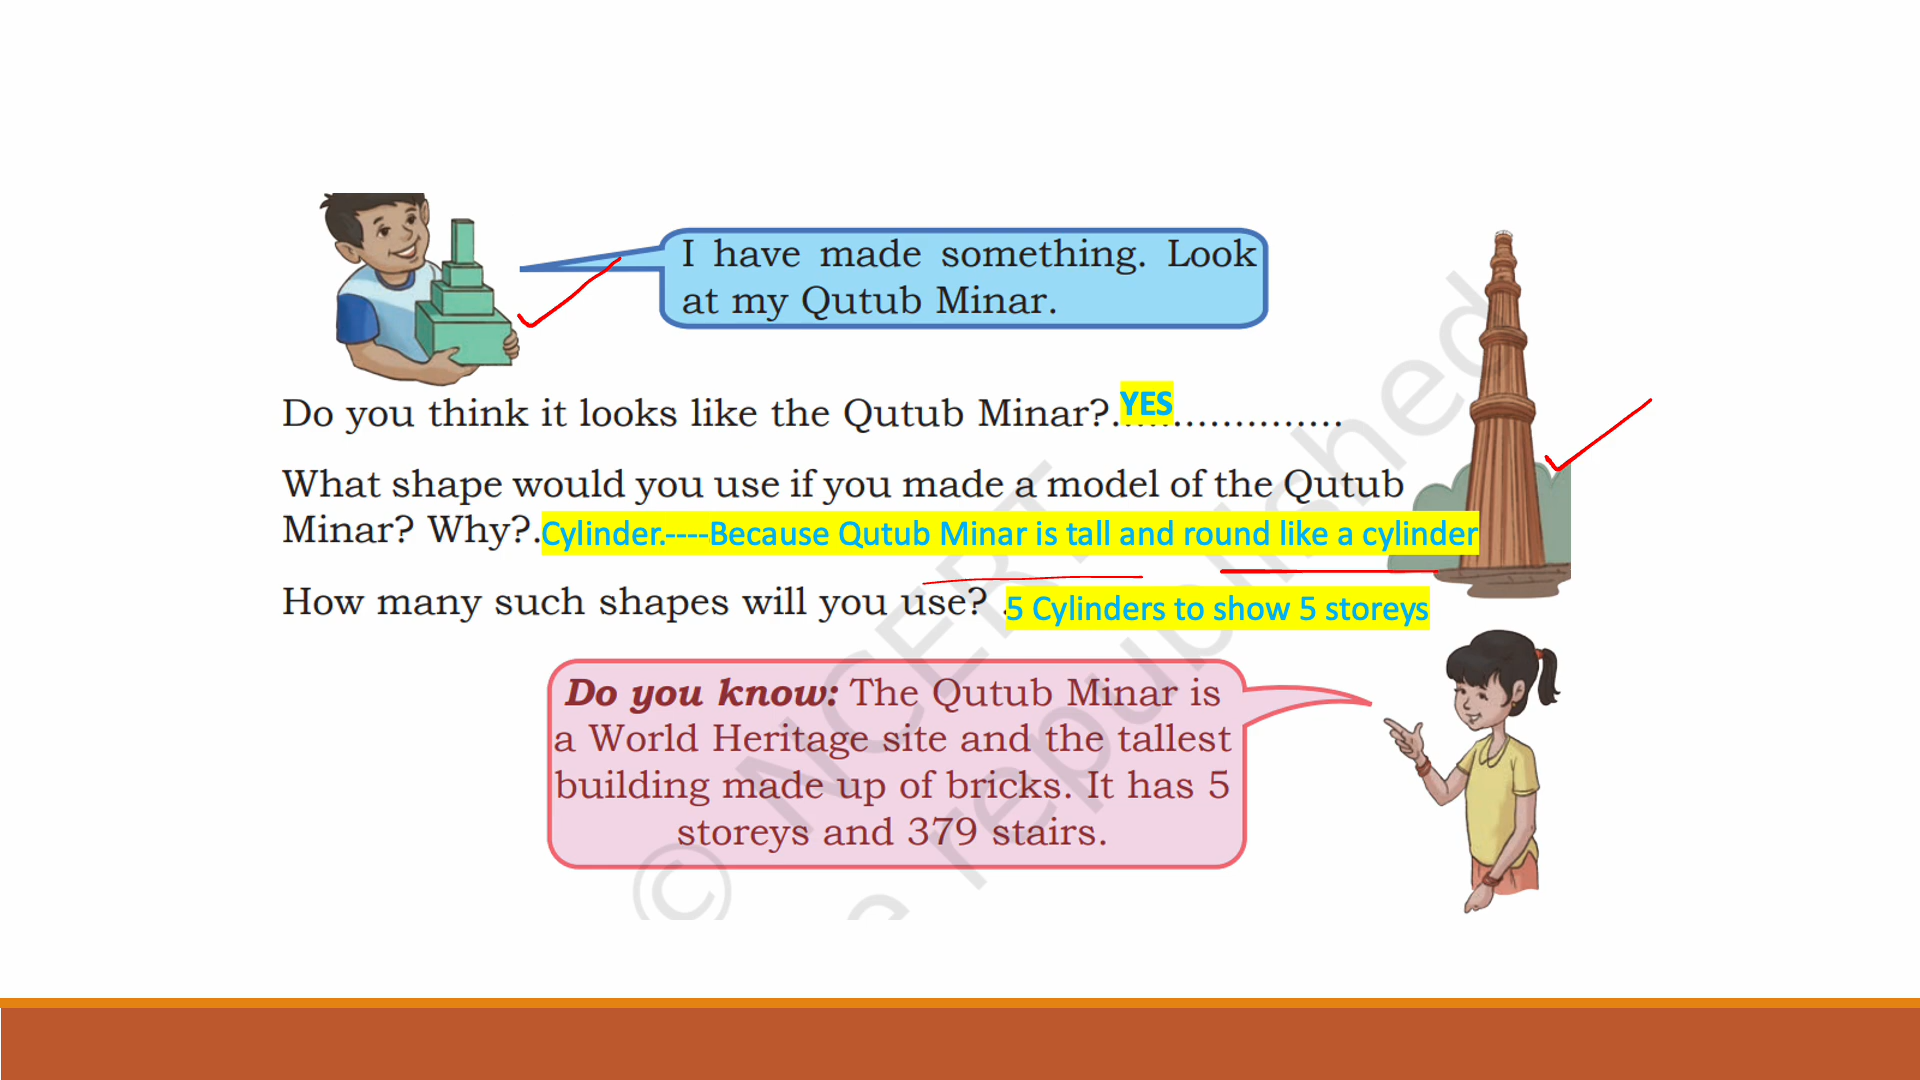 I have made something. Look
at my Qutub Minar.
Do you think it looks like the Qutub Minar?.YES...................
What shape would you use if you made a model of the Qutub
Minar? Why?.Cylinder.----Because Qutub Minar is tall and round like a cylinder
How many such shapes will you use? .5 Cylinders to show 5 storeys
Do you know: The Qutub Minar is
a World Heritage site and the tallest
building made up of bricks. It has 5
storeys and 379 stairs.
© NCERT
e republished